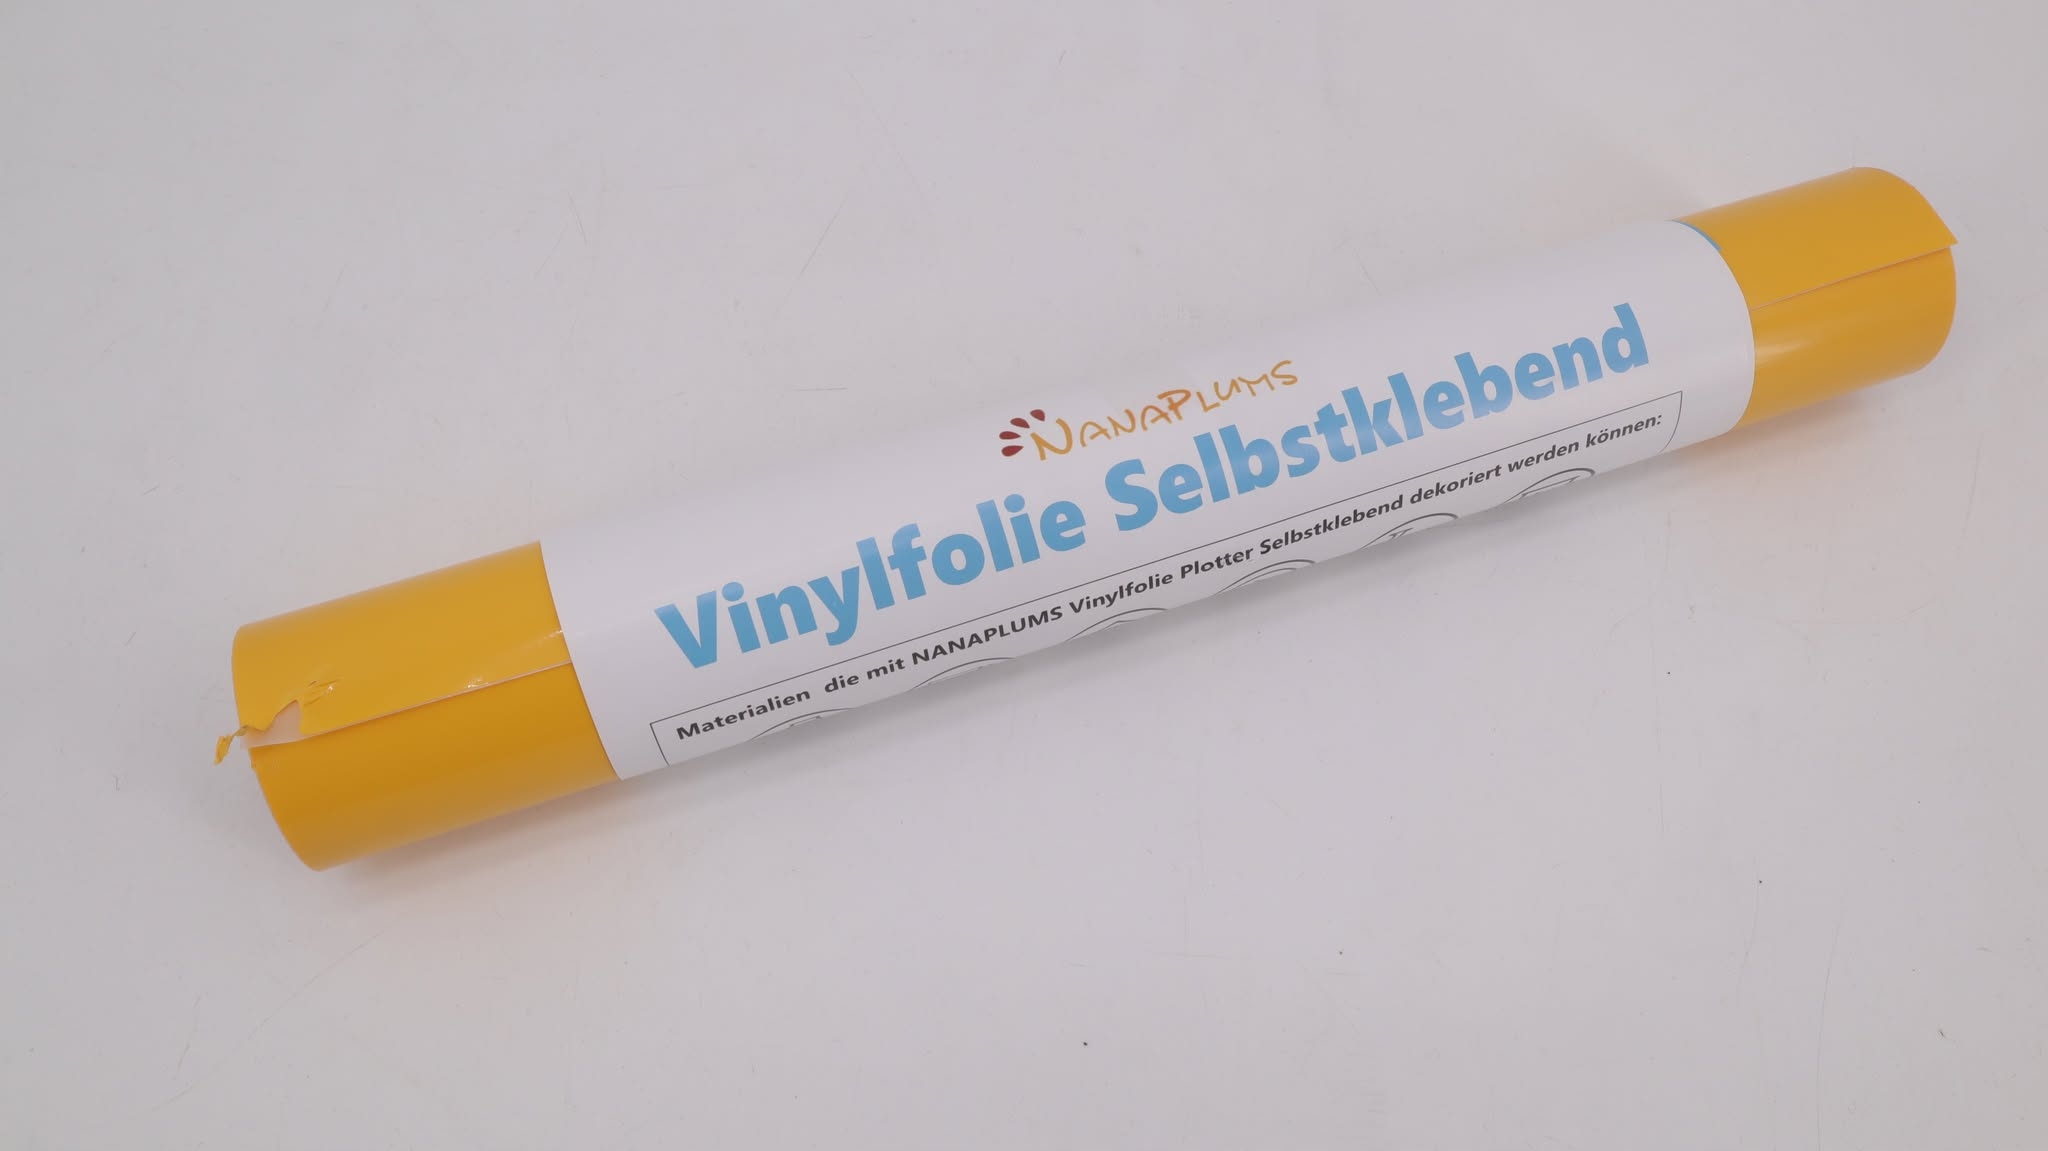 NANAPLUMS
Vinylfolie Selbstklebend
Materialien die mit NANAPLUMS Vinylfolie Plotter Selbstklebend dekoriert werden können: